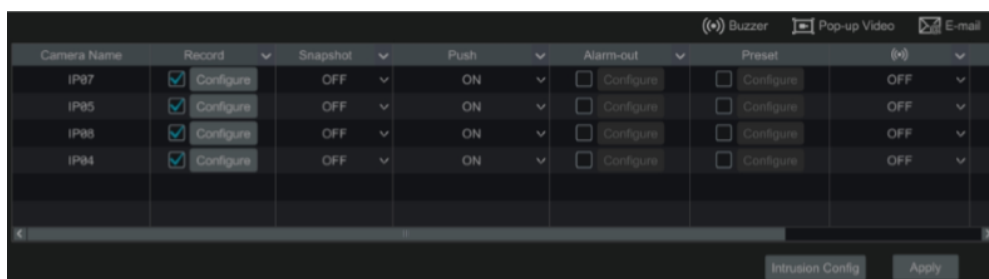 Buzzer Pop-up Video E-mail
Camera Name Record Snapshot Push Alarm-out Preset
IP07 Configure OFF ON Configure Configure OFF
IP05 Configure OFF ON Configure Configure OFF
IP08 Configure OFF ON Configure Configure OFF
IP04 Configure OFF ON Configure Configure OFF
Intrusion Config Apply